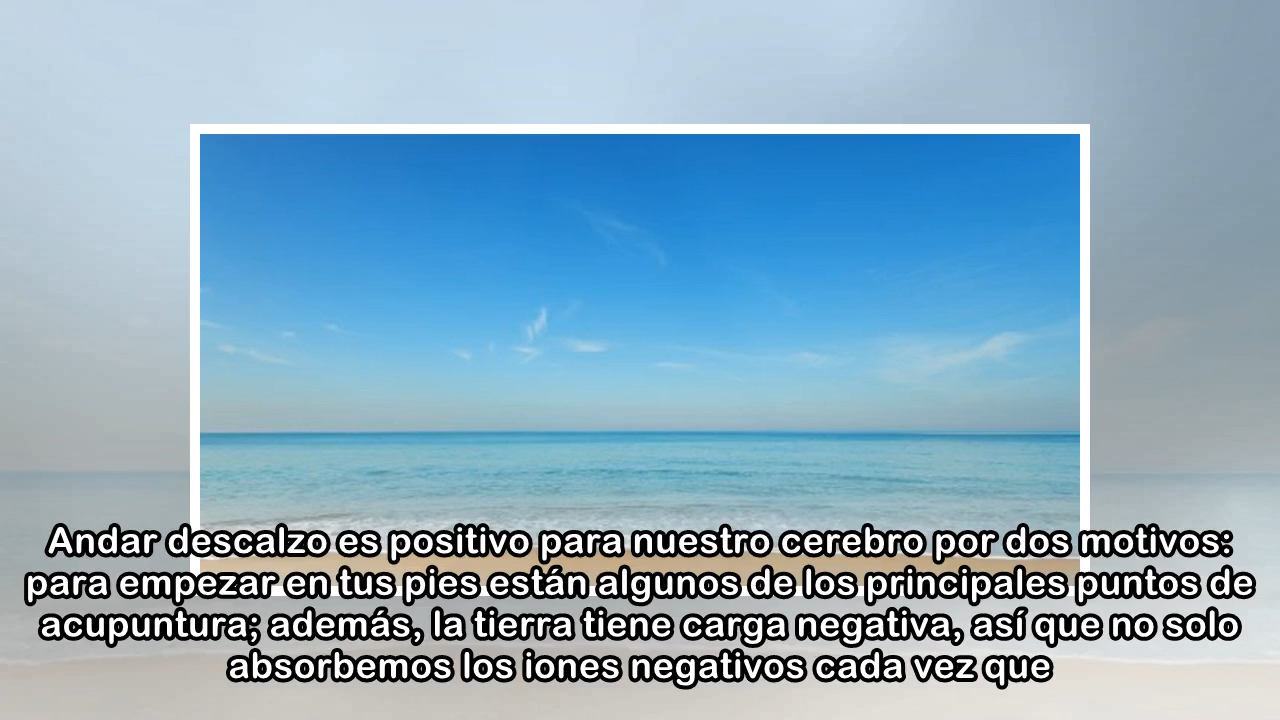 Andar descalzo es positivo para nuestro cerebro por dos motivos:
para empezar en tus pies están algunos de los principales puntos de
acupuntura; además, la tierra tiene carga negativa, así que no solo
absorbemos los iones negativos cada vez que